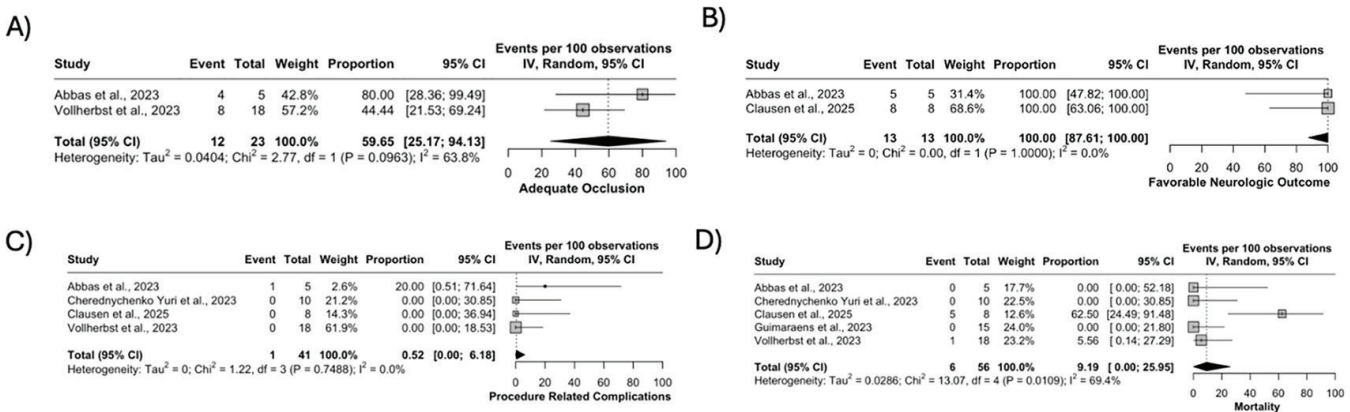 A)
Events per 100 observations
Study Event Total Weight Proportion 95% CI IV, Random, 95% CI
Abbas et al., 2023 4 5 42.8% 80.00 [28.36; 99.49]
Vollherbst et al., 2023 8 18 57.2% 44.44 [21.53; 69.24]
Total (95% CI) 12 23 100.0% 59.65 [25.17; 94.13]
Heterogeneity: Tau² = 0.0404; Chi² = 2.77, df = 1 (P = 0.0963); I² = 63.8%
0 20 40 60 80 100
Adequate Occlusion
B)
Events per 100 observations
Study Event Total Weight Proportion 95% CI IV, Random, 95% CI
Abbas et al., 2023 5 5 31.4% 100.00 [47.82; 100.00]
Clausen et al., 2025 8 8 68.6% 100.00 [63.06; 100.00]
Total (95% CI) 13 13 100.0% 100.00 [87.61; 100.00]
Heterogeneity: Tau² = 0; Chi² = 0.00, df = 1 (P = 1.0000); I² = 0.0%
0 20 40 60 80 100
Favorable Neurologic Outcome
C)
Events per 100 observations
Study Event Total Weight Proportion 95% CI IV, Random, 95% CI
Abbas et al., 2023 1 5 2.6% 20.00 [0.51; 71.64]
Cherednychenko Yuri et al., 2023 0 10 21.2% 0.00 [0.00; 30.85]
Clausen et al., 2025 0 8 14.3% 0.00 [0.00; 36.94]
Vollherbst et al., 2023 0 18 61.9% 0.00 [0.00; 18.53]
Total (95% CI) 1 41 100.0% 0.52 [0.00; 6.18]
Heterogeneity: Tau² = 0; Chi² = 1.22, df = 3 (P = 0.7488); I² = 0.0%
0 20 40 60 80 100
Procedure Related Complications
D)
Events per 100 observations
Study Event Total Weight Proportion 95% CI IV, Random, 95% CI
Abbas et al., 2023 0 5 17.7% 0.00 [ 0.00; 52.18]
Cherednychenko Yuri et al., 2023 0 10 22.5% 0.00 [ 0.00; 30.85]
Clausen et al., 2025 5 8 12.6% 62.50 [24.49; 91.48]
Guimaraens et al., 2023 0 15 24.0% 0.00 [ 0.00; 21.80]
Vollherbst et al., 2023 1 18 23.2% 5.56 [ 0.14; 27.29]
Total (95% CI) 6 56 100.0% 9.19 [ 0.00; 25.95]
Heterogeneity: Tau² = 0.0286; Chi² = 13.07, df = 4 (P = 0.0109); I² = 69.4%
0 20 40 60 80 100
Mortality